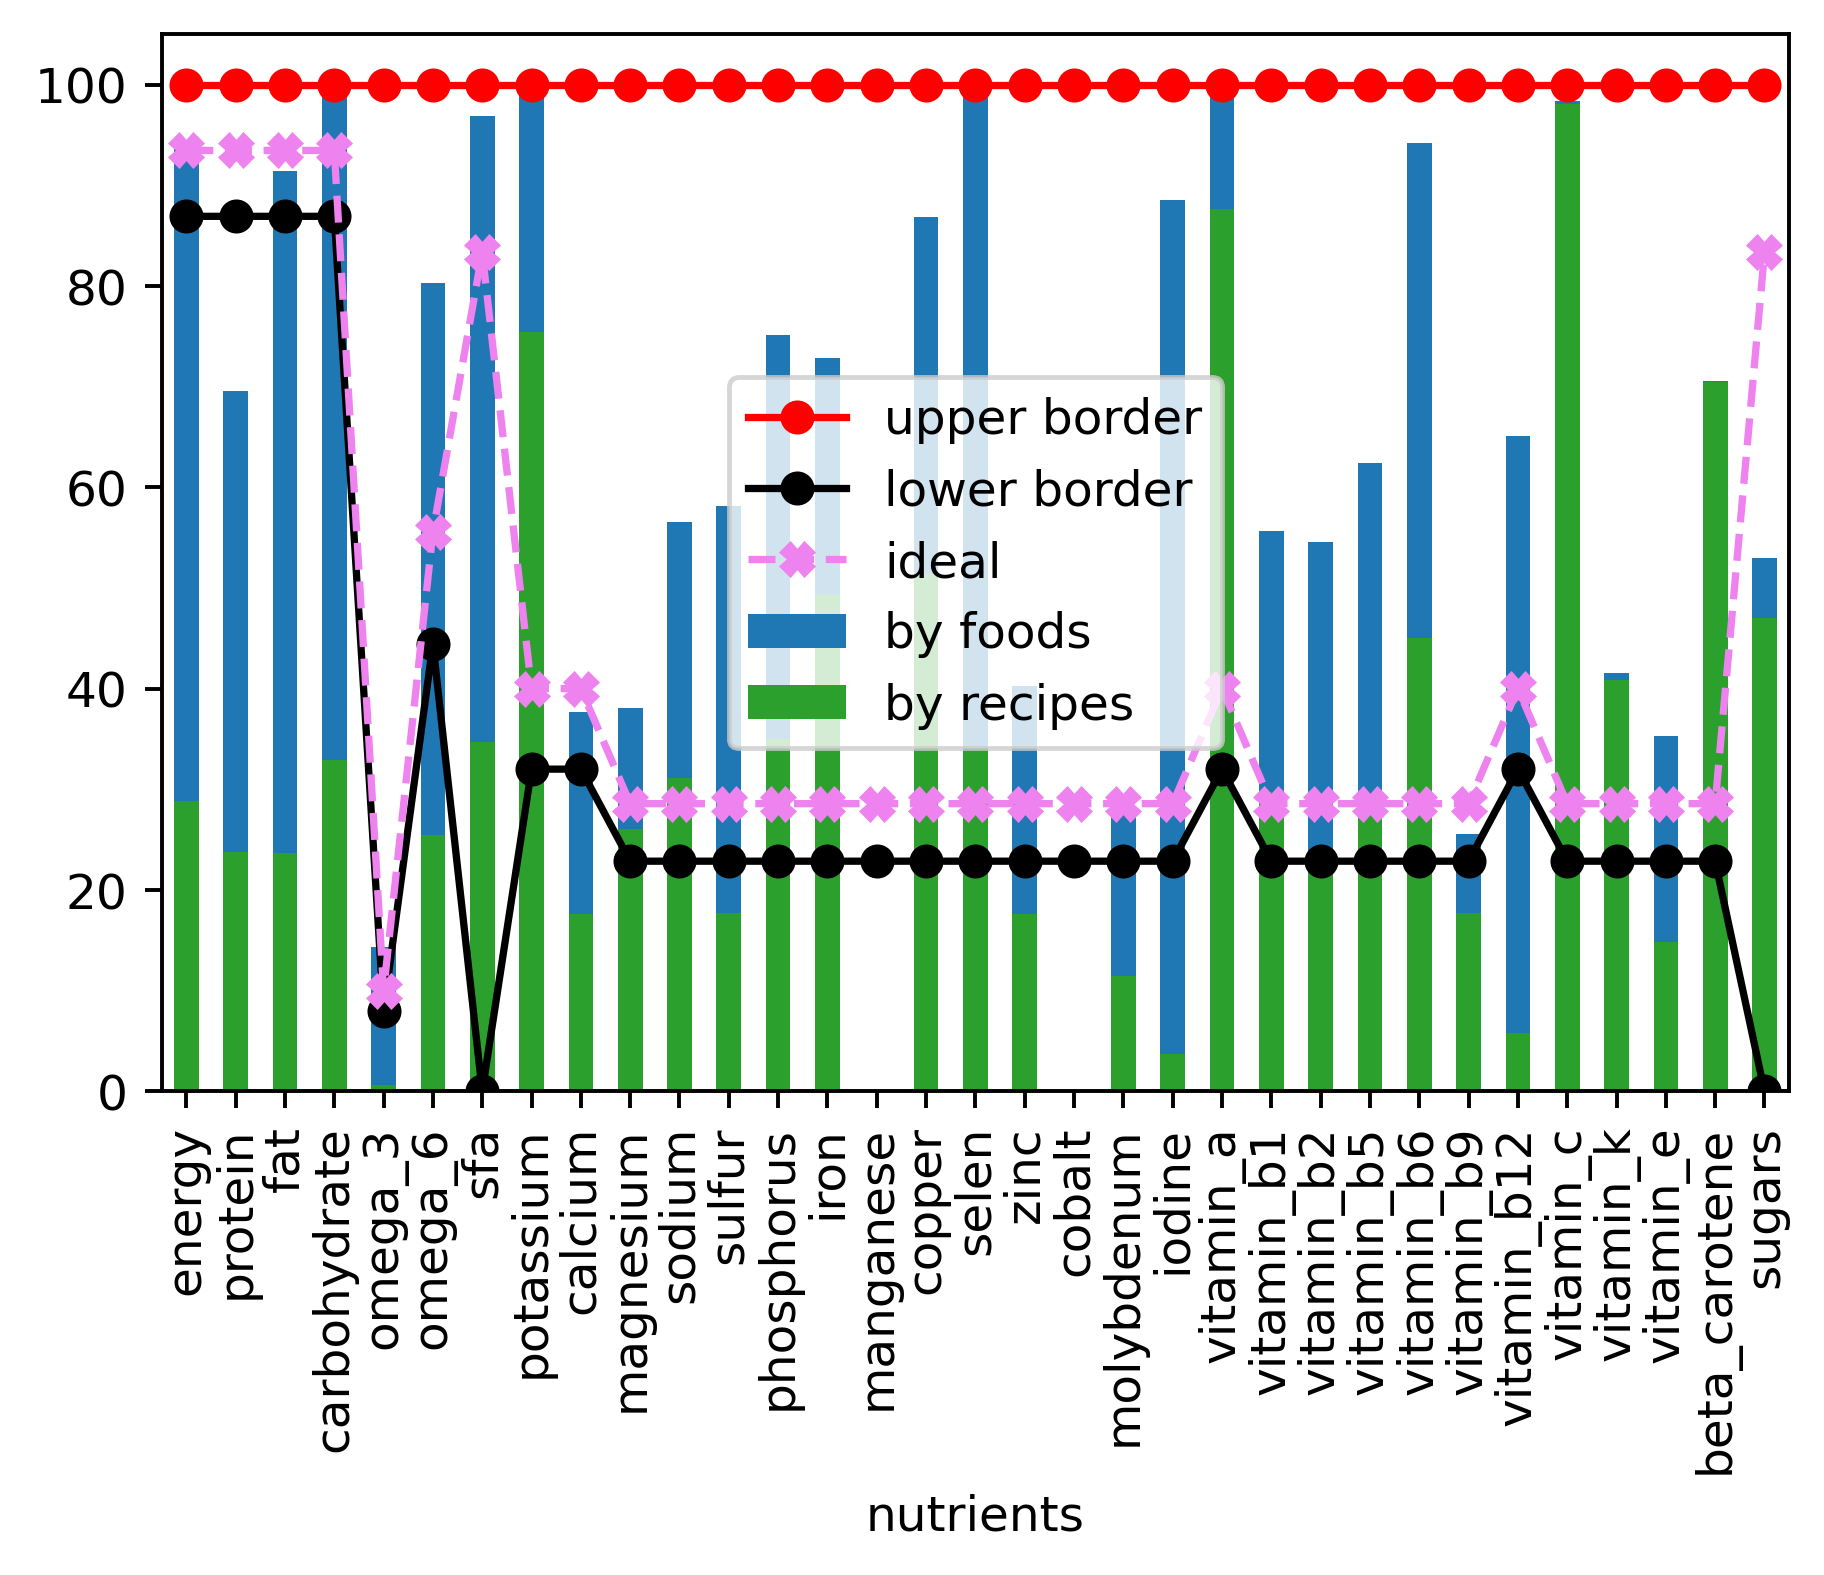 100
80
60
40
20
0
upper border
lower border
ideal
by foods
by recipes
energy
protein
fat
carbohydrate
omega_3
omega_6
sfa
potassium
calcium
magnesium
sodium
sulfur
phosphorus
iron
manganese
copper
selen
zinc
cobalt
molybdenum
iodine
vitamin_a
vitamin_b1
vitamin_b2
vitamin_b5
vitamin_b6
vitamin_b9
vitamin_b12
vitamin_c
vitamin_k
vitamin_e
beta_carotene
sugars
nutrients